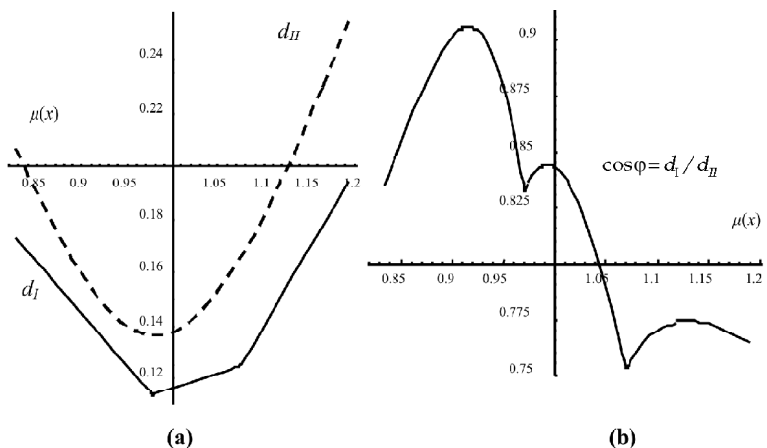 d_II
0.24
0.22
μ(x)
0.85 0.9 0.95 1.05 1.1 1.15 1.2
0.18
0.16
d_I
0.14
0.12
(a)
0.9
0.875
0.85
cosφ= d_I / d_II
0.825
μ(x)
0.85 0.9 0.95 1.05 1.1 1.15 1.2
0.775
0.75
(b)